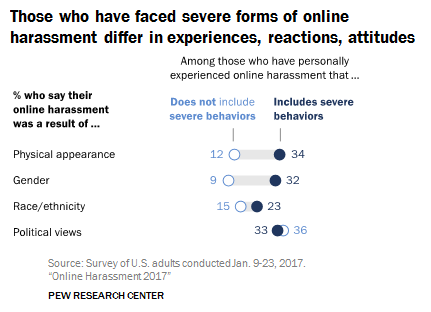 Those who have faced severe forms of online
harassment differ in experiences, reactions, attitudes
Among those who have personally
experienced online harassment that ...
% who say their
online harassment
was a result of ...
Does not include
severe behaviors
Includes severe
behaviors
Physical appearance 12 34
Gender 9 32
Race/ethnicity 15 23
Political views 33 36
Source: Survey of U.S. adults conducted Jan. 9-23, 2017.
“Online Harassment 2017”
PEW RESEARCH CENTER